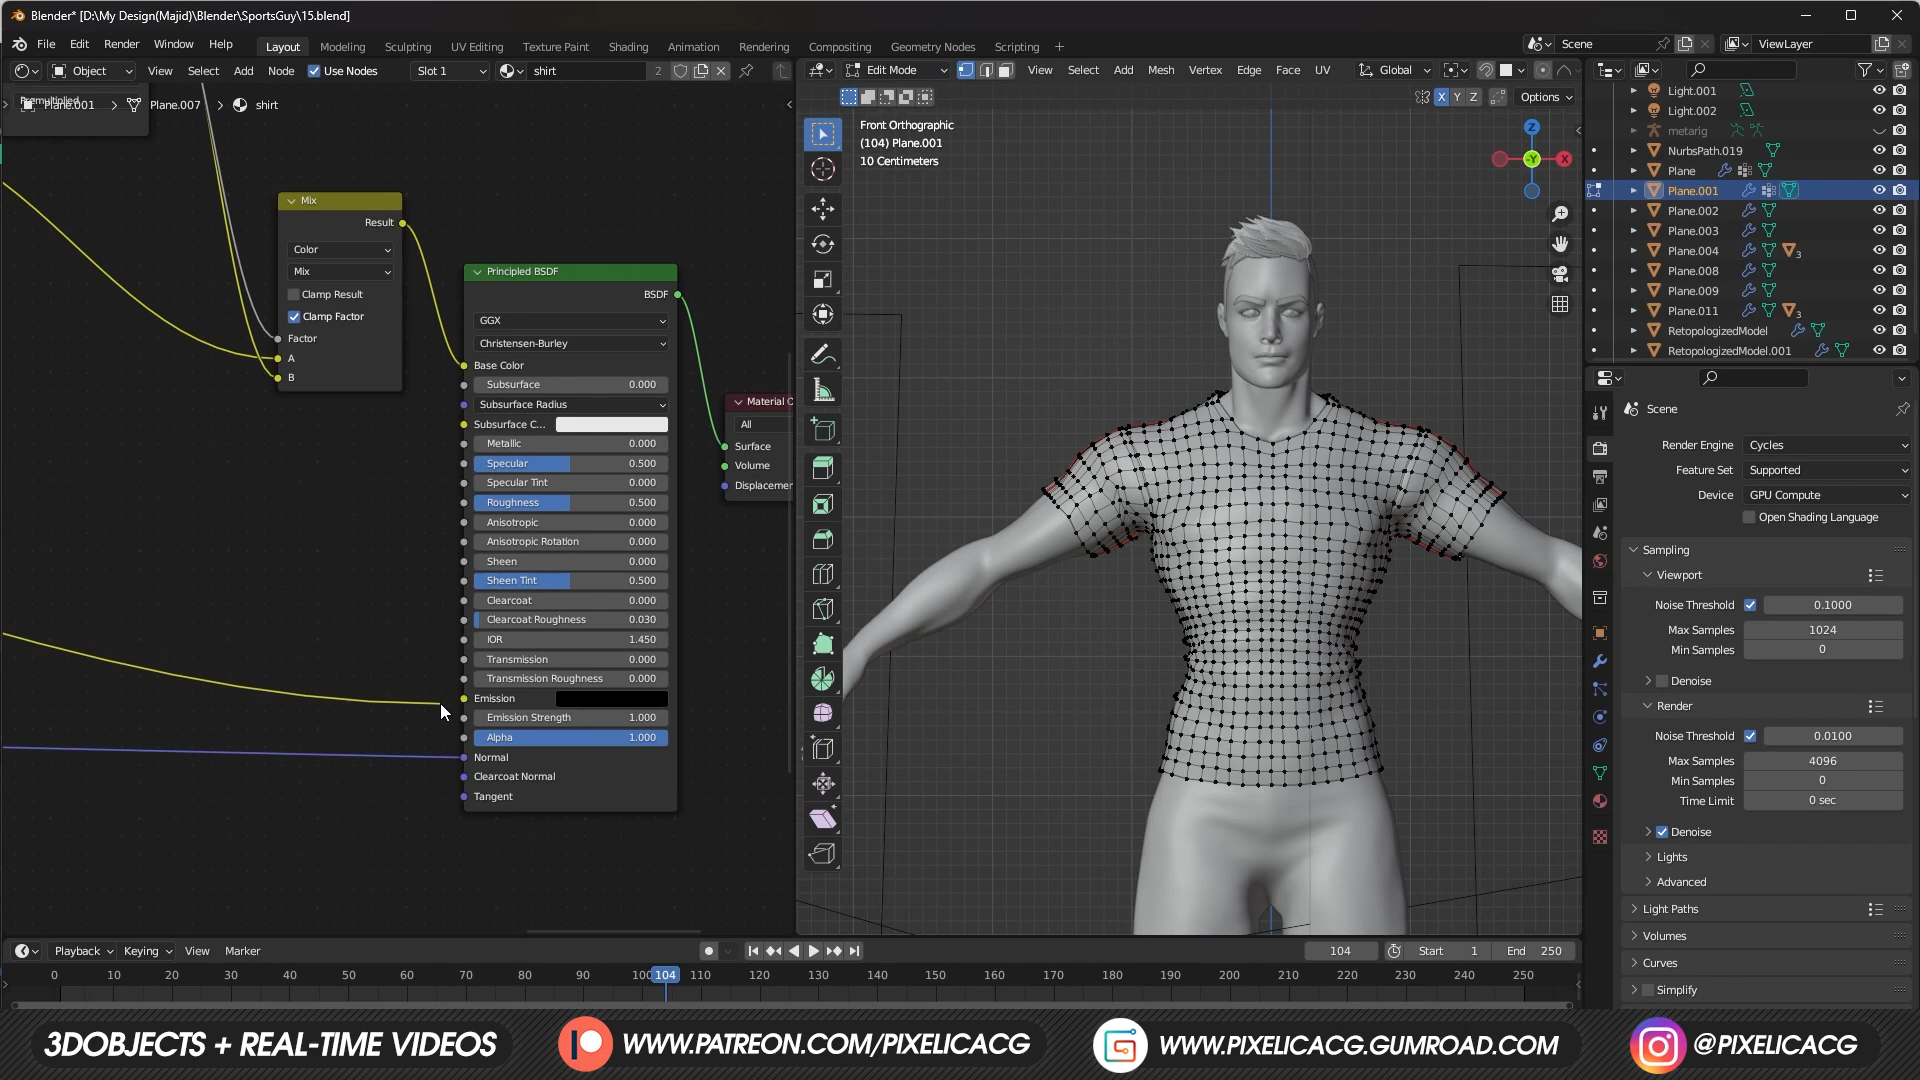 Blender* [D:\My Design(Majid)\Blender\SportsGuy\15.blend]
File Edit Render Window Help Layout Modeling Sculpting UV Editing Texture Paint Shading Animation Rendering Compositing Geometry Nodes Scripting + Scene ViewLayer
Object View Select Add Node Use Nodes Slot 1 shirt 2
Edit Mode View Select Add Mesh Vertex Edge Face UV Global
X Y Z Options
Plane.001 > Plane.007 > shirt
Mix
Result
Color
Mix
Clamp Result
Clamp Factor
Factor
A
B
Principled BSDF
BSDF
GGX
Christensen-Burley
Base Color
Subsurface 0.000
Subsurface Radius
Subsurface C...
Metallic 0.000
Specular 0.500
Specular Tint 0.000
Roughness 0.500
Anisotropic 0.000
Anisotropic Rotation 0.000
Sheen 0.000
Sheen Tint 0.500
Clearcoat 0.000
Clearcoat Roughness 0.030
IOR 1.450
Transmission 0.000
Transmission Roughness 0.000
Emission
Emission Strength 1.000
Alpha 1.000
Normal
Clearcoat Normal
Tangent
Material O
All
Surface
Volume
Displacemen
Front Orthographic
(104) Plane.001
10 Centimeters
Z
-Y
X
Light.001
Light.002
metarig
NurbsPath.019
Plane
Plane.001
Plane.002
Plane.003
Plane.004 3
Plane.008
Plane.009
Plane.011 3
RetopologizedModel
RetopologizedModel.001
Scene
Render Engine Cycles
Feature Set Supported
Device GPU Compute
Open Shading Language
Sampling
Viewport
Noise Threshold 0.1000
Max Samples 1024
Min Samples 0
Denoise
Render
Noise Threshold 0.0100
Max Samples 4096
Min Samples 0
Time Limit 0 sec
Denoise
Lights
Advanced
Light Paths
Volumes
Curves
Simplify
Playback Keying View Marker 104 Start 1 End 250
0 10 20 30 40 50 60 70 80 90 100 104 110 120 130 140 150 160 170 180 190 200 210 220 230 240 250
3DOBJECTS + REAL-TIME VIDEOS WWW.PATREON.COM/PIXELICACG WWW.PIXELICACG.GUMROAD.COM @PIXELICACG